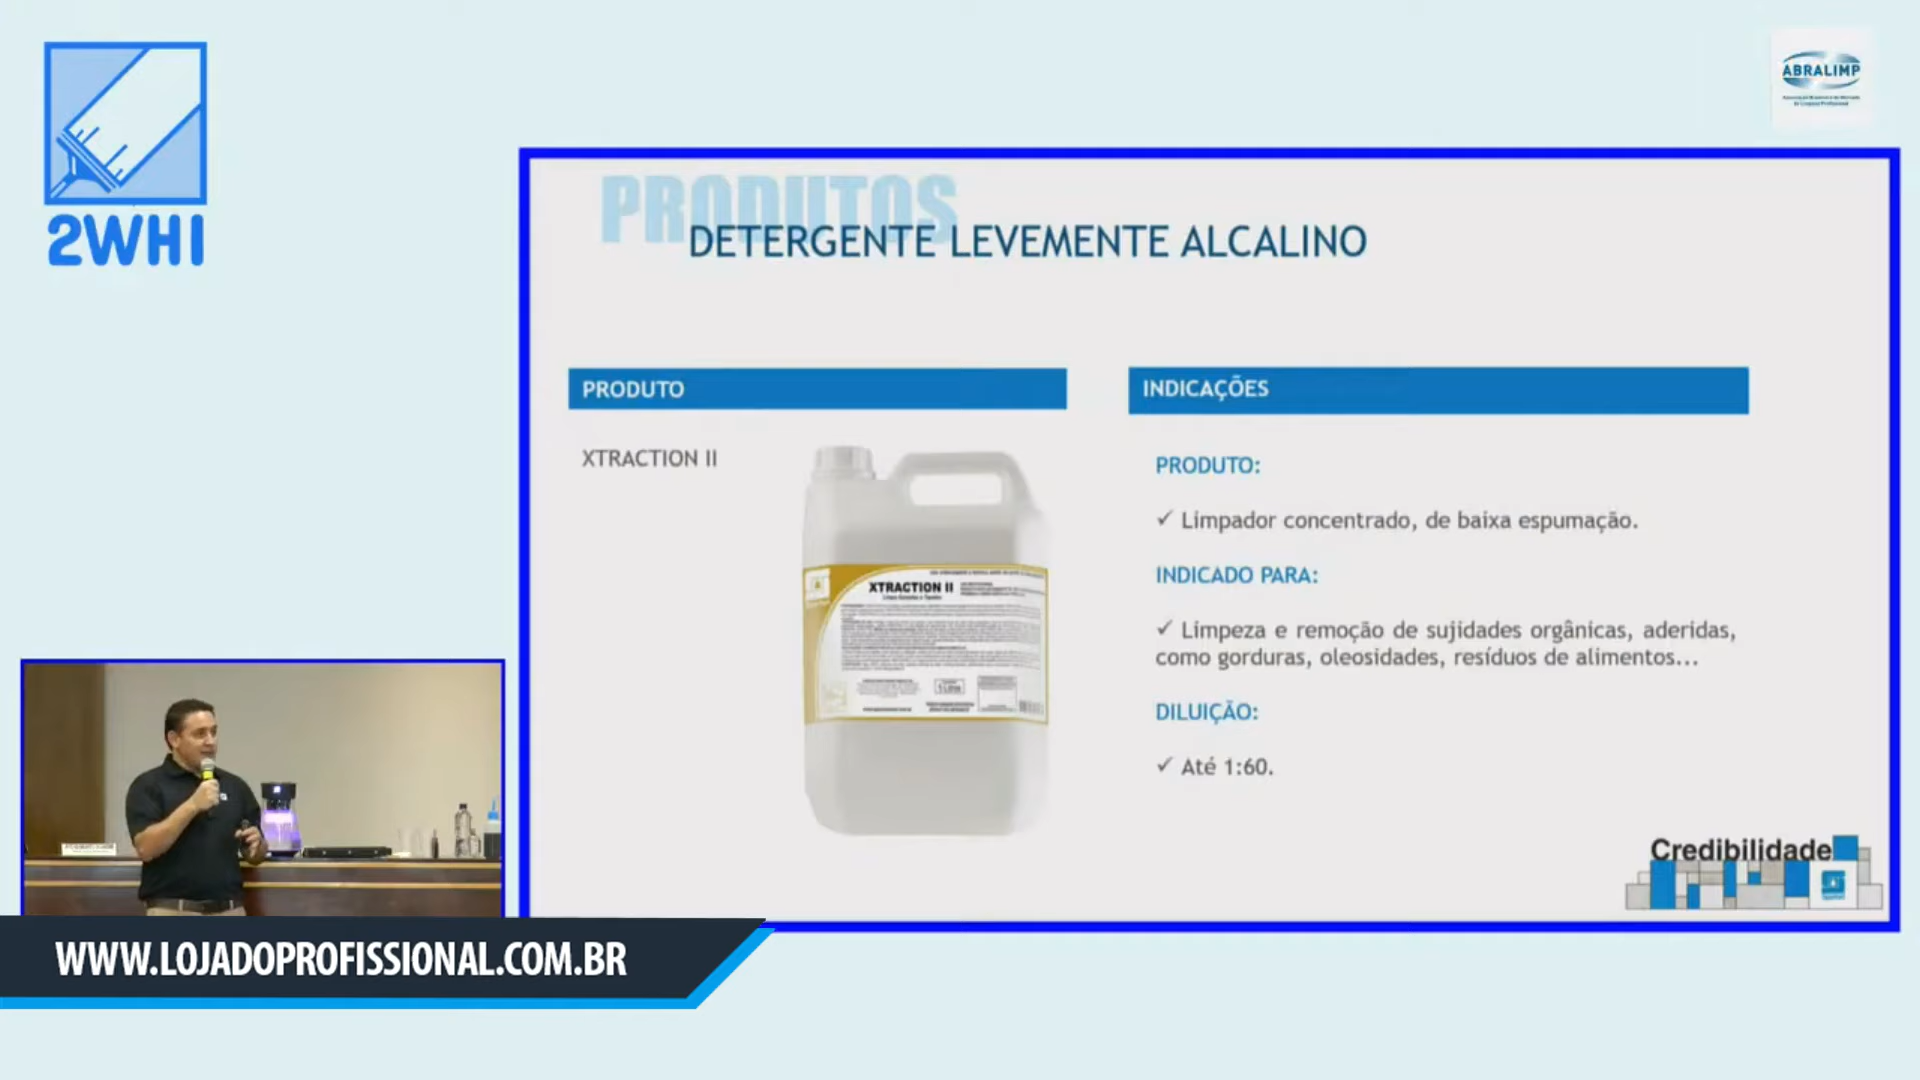 2WHI
ABRALIMP
PRODUTOS
DETERGENTE LEVEMENTE ALCALINO
PRODUTO
INDICAÇÕES
XTRACTION II
XTRACTION II
PRODUTO:
✓ Limpador concentrado, de baixa espumação.
INDICADO PARA:
✓ Limpeza e remoção de sujidades orgânicas, aderidas,
como gorduras, oleosidades, resíduos de alimentos...
DILUIÇÃO:
✓ Até 1:60.
Credibilidade
WWW.LOJADOPROFISSIONAL.COM.BR